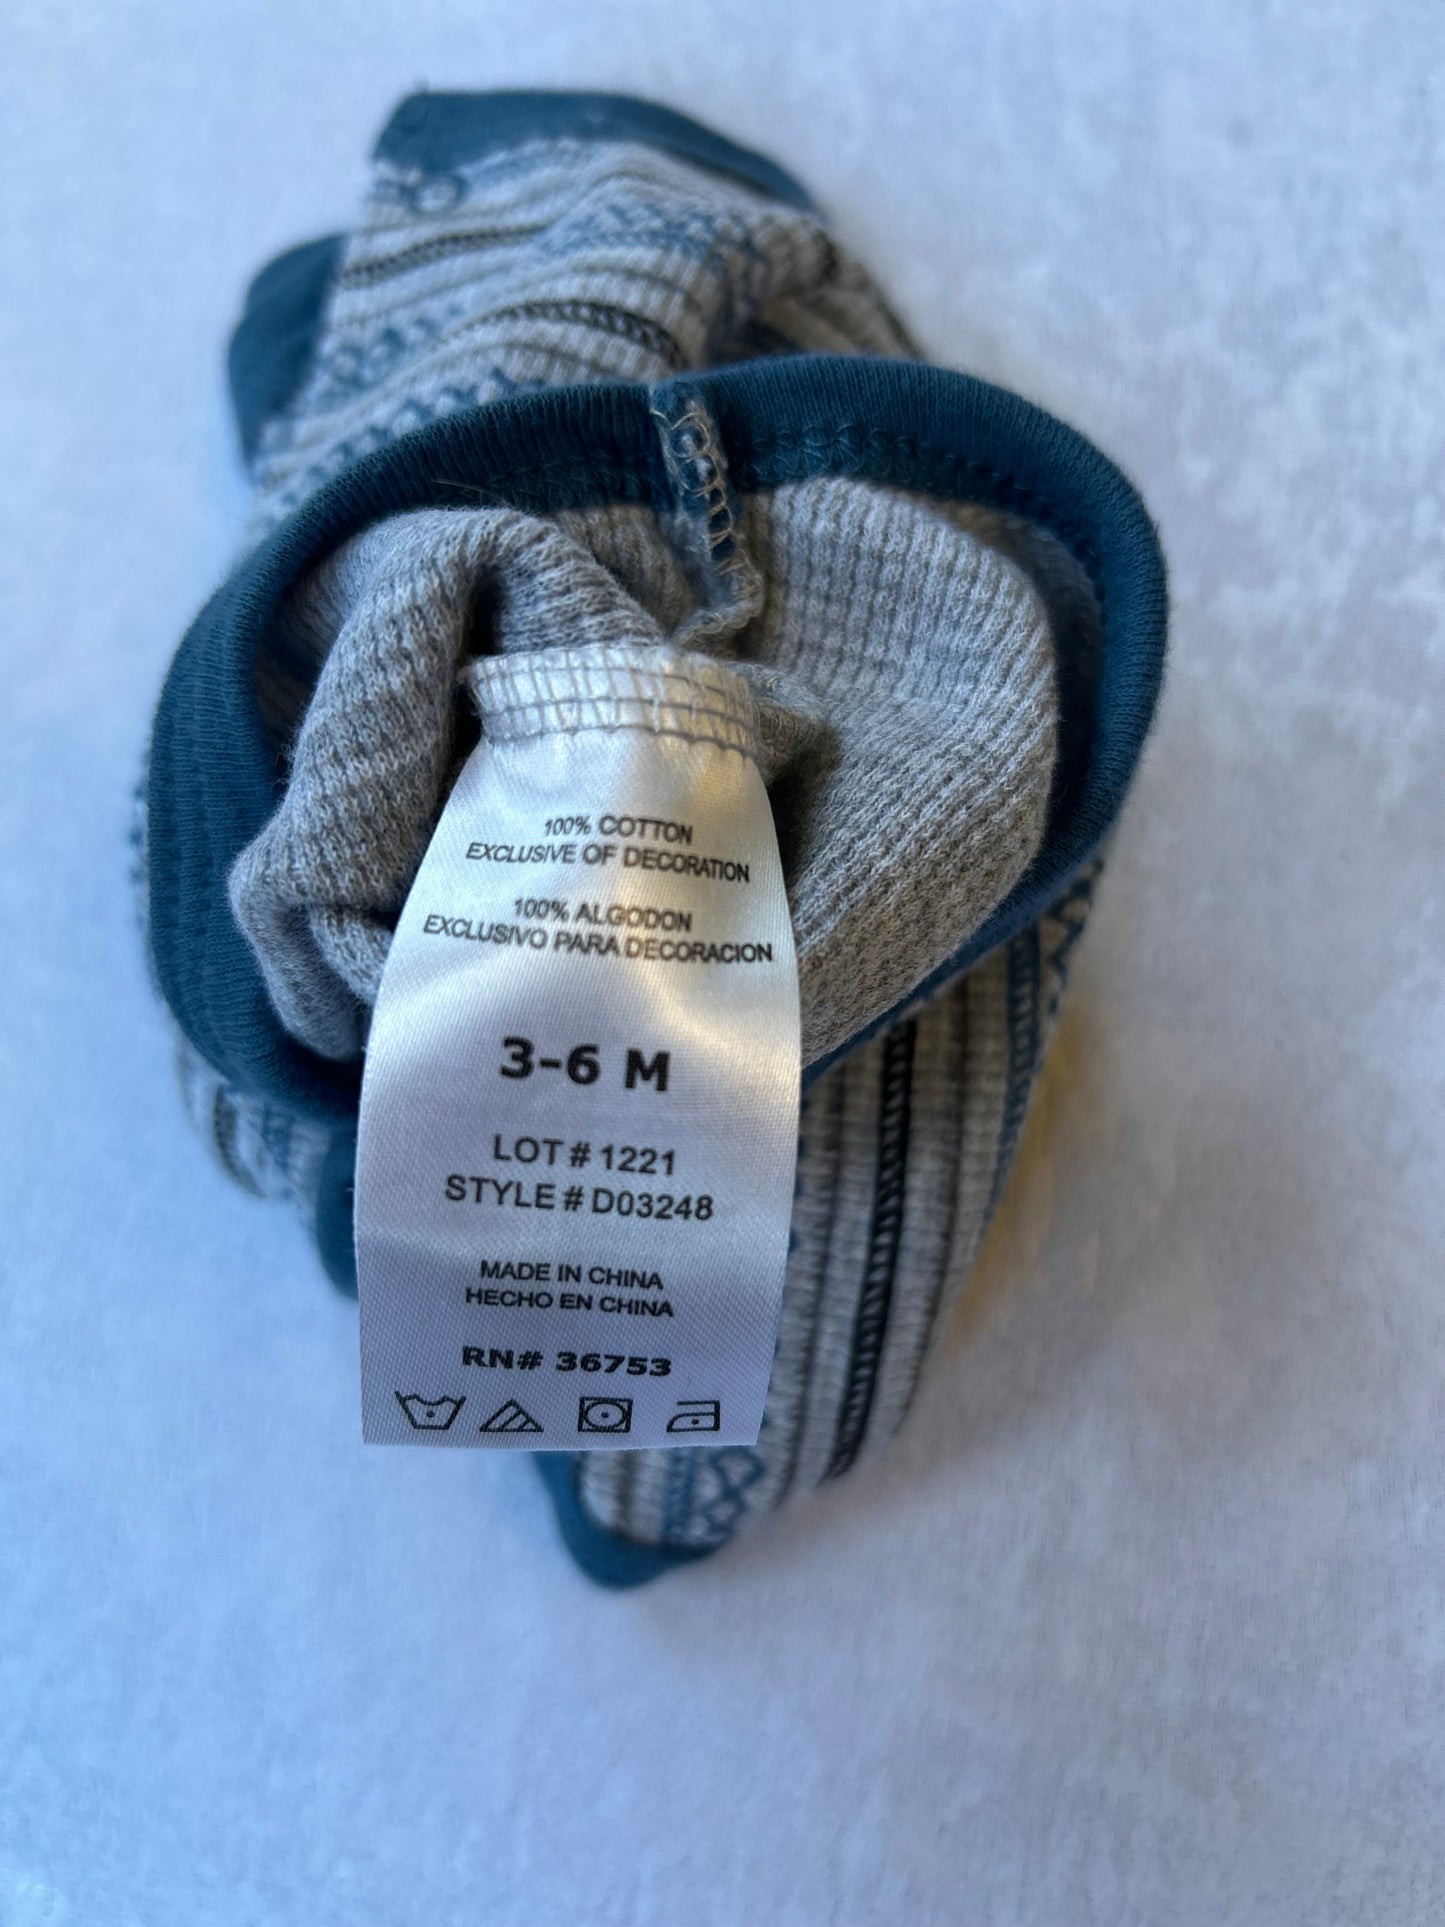 100% COTTON
EXCLUSIVE OF DECORATION
100% ALGODON
EXCLUSIVO PARA DECORACION
3-6 M
LOT # 1221
STYLE # D03248
MADE IN CHINA
HECHO EN CHINA
RN# 36753